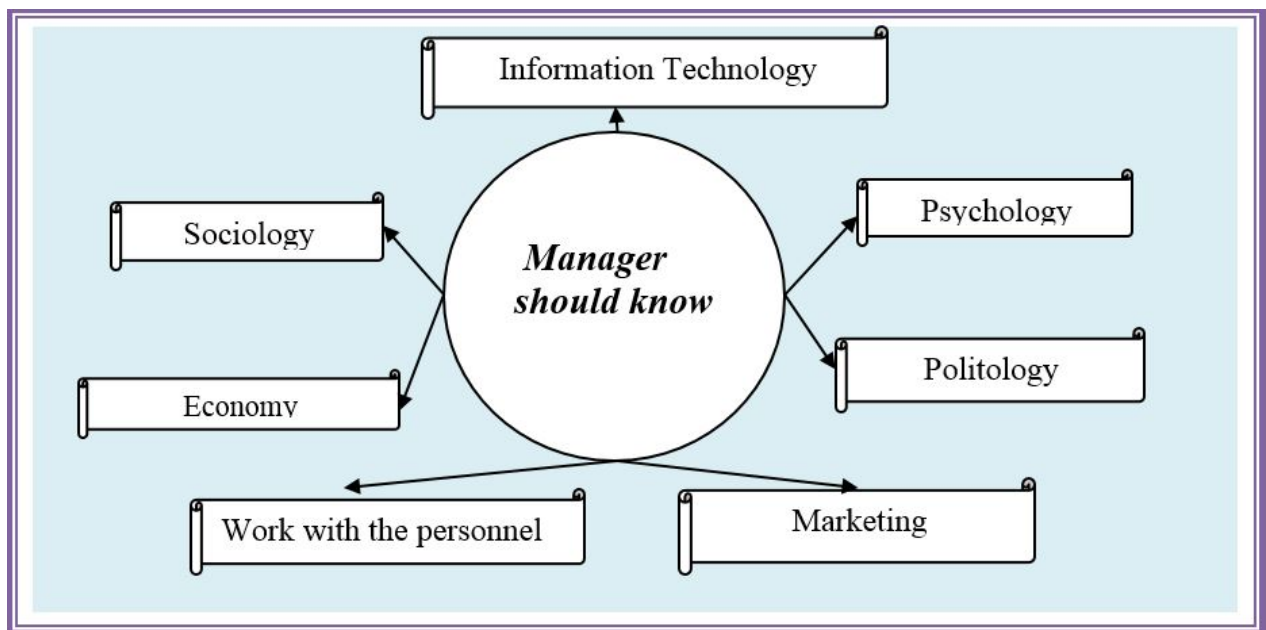 Information Technology
Sociology
Psychology
Manager
should know
Economy
Politology
Work with the personnel
Marketing